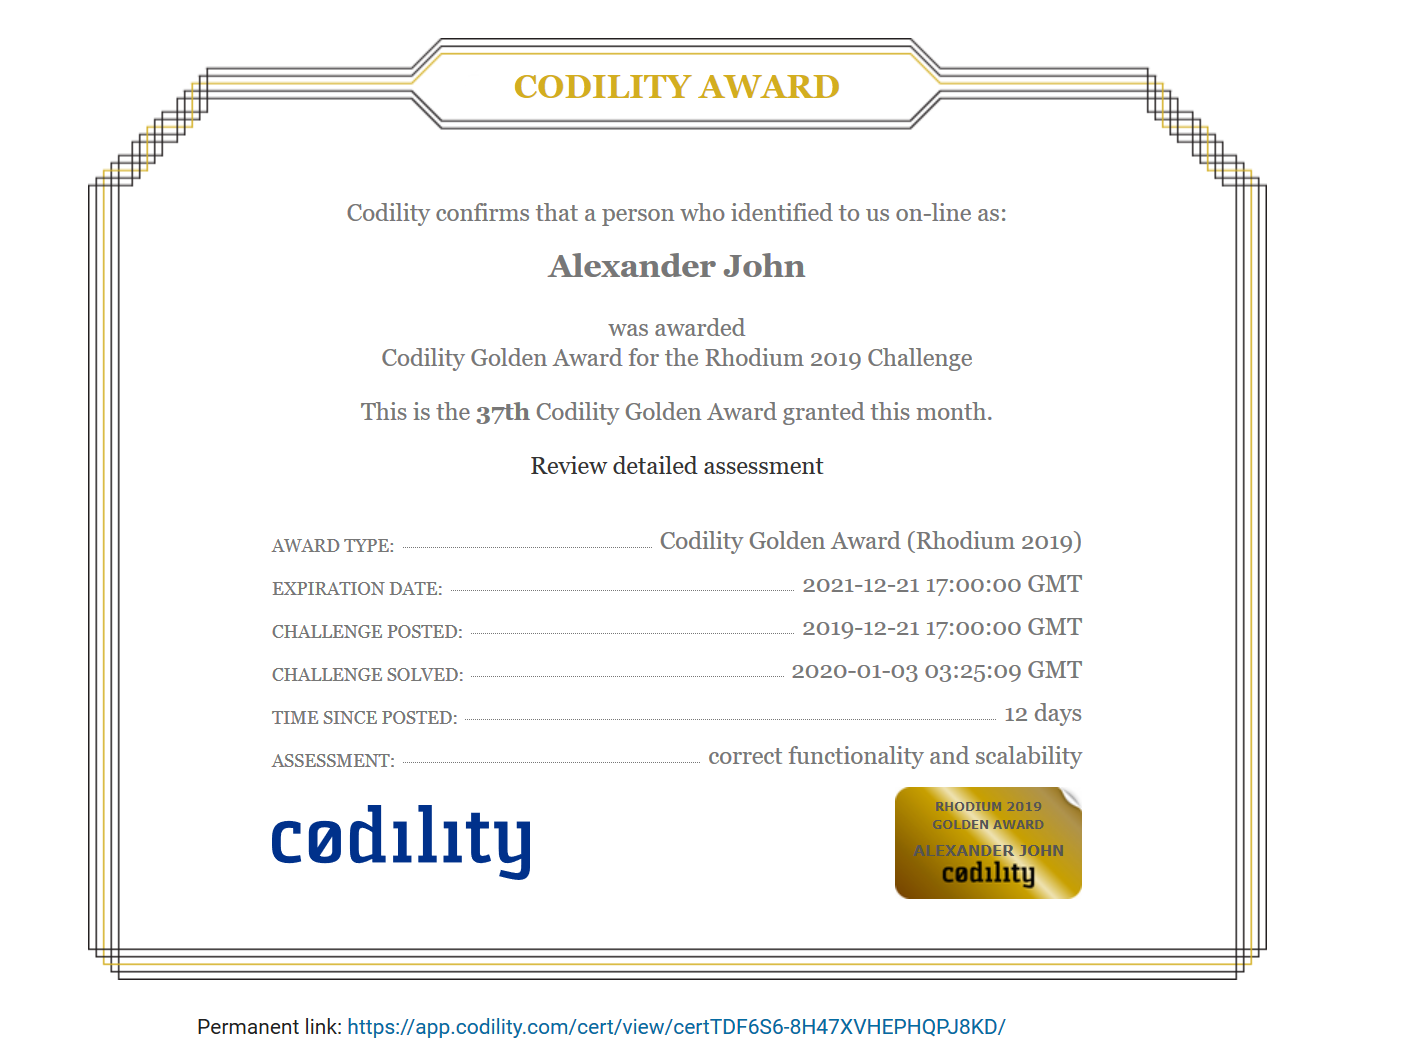 CODILITY AWARD
Codility confirms that a person who identified to us on-line as:
Alexander John
was awarded
Codility Golden Award for the Rhodium 2019 Challenge
This is the 37th Codility Golden Award granted this month.
Review detailed assessment
AWARD TYPE: Codility Golden Award (Rhodium 2019)
EXPIRATION DATE: 2021-12-21 17:00:00 GMT
CHALLENGE POSTED: 2019-12-21 17:00:00 GMT
CHALLENGE SOLVED: 2020-01-03 03:25:09 GMT
TIME SINCE POSTED: 12 days
ASSESSMENT: correct functionality and scalability
codility
RHODIUM 2019
GOLDEN AWARD
ALEXANDER JOHN
codility
Permanent link: https://app.codility.com/cert/view/certTDF6S6-8H47XVHEPHQPJ8KD/